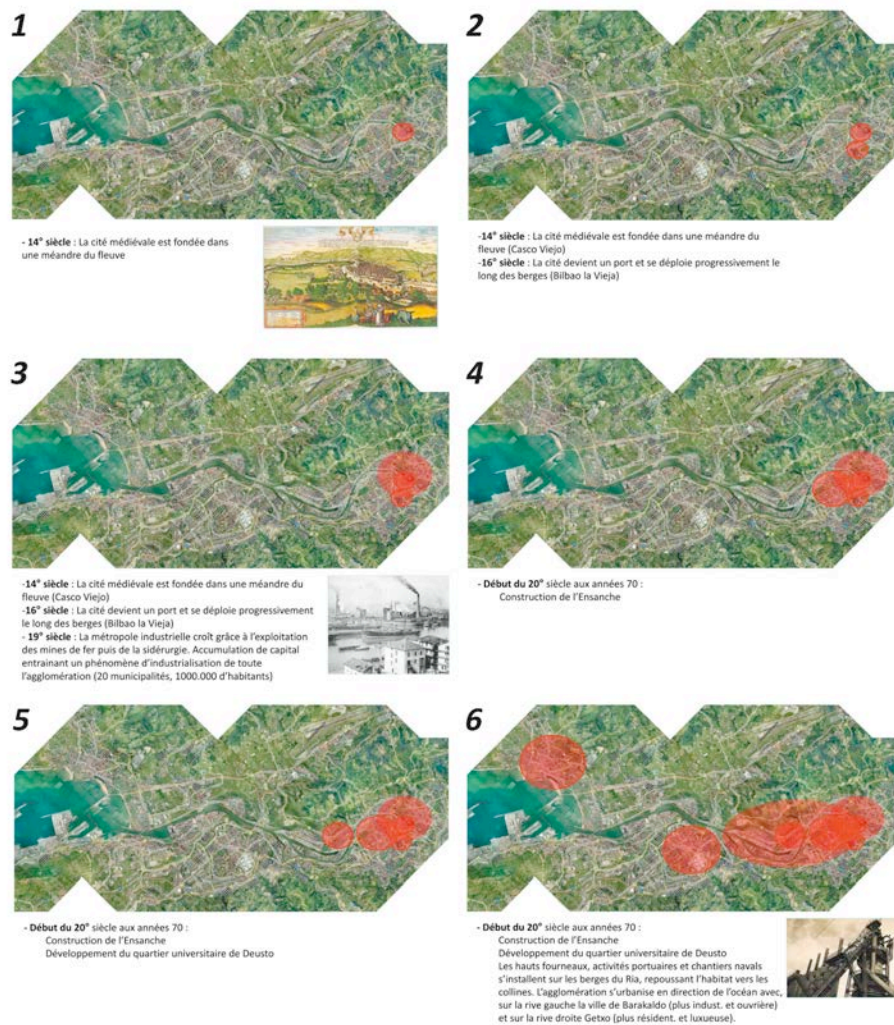 1
- 14° siècle : La cité médiévale est fondée dans
une méandre du fleuve
2
-14° siècle : La cité médiévale est fondée dans une méandre du
fleuve (Casco Viejo)
-16° siècle : La cité devient un port et se déploie progressivement le
long des berges (Bilbao la Vieja)
3
-14° siècle : La cité médiévale est fondée dans une méandre du
fleuve (Casco Viejo)
-16° siècle : La cité devient un port et se déploie progressivement
le long des berges (Bilbao la Vieja)
- 19° siècle : La métropole industrielle croît grâce à l'exploitation
des mines de fer puis de la sidérurgie. Accumulation de capital
entrainant un phénomène d'industrialisation de toute
l'agglomération (20 municipalités, 1000.000 d'habitants)
4
- Début du 20° siècle aux années 70 :
Construction de l'Ensanche
5
- Début du 20° siècle aux années 70 :
Construction de l'Ensanche
Développement du quartier universitaire de Deusto
6
- Début du 20° siècle aux années 70 :
Construction de l'Ensanche
Développement du quartier universitaire de Deusto
Les hauts fourneaux, activités portuaires et chantiers navals
s'installent sur les berges du Ria, repoussant l'habitat vers les
collines. L'agglomération s'urbanise en direction de l'océan avec,
sur la rive gauche la ville de Barakaldo (plus indust. et ouvrière)
et sur la rive droite Getxo (plus résident. et luxueuse).